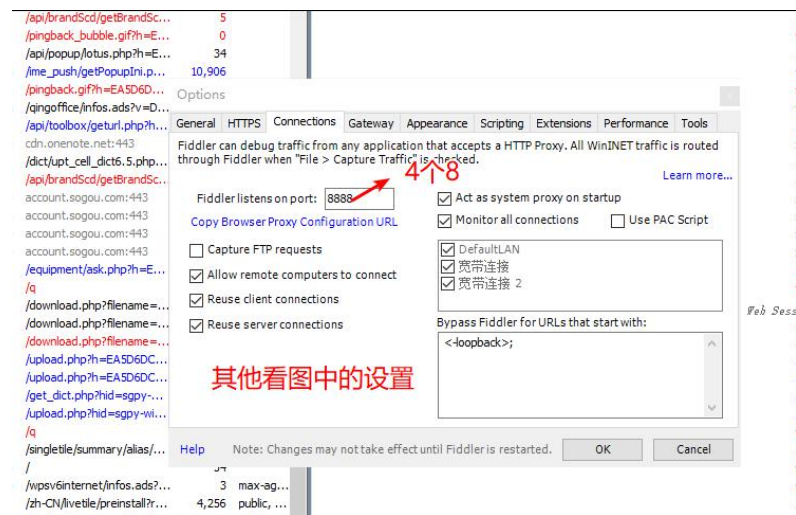 /api/brandScd/getBrandSc... 5
/pingback_bubble.gif?h=E... 0
/api/popup/lotus.php?h=E... 34
/ime_push/getPopupIni.p... 10,906
/pingback.gif?h=EA5D6D...
/qingoffice/infos.ads?v=D...
/api/toolbox/geturl.php?h...
cdn.onenote.net:443
/dict/upt_cell_dict6.5.php...
/api/brandScd/getBrandSc...
account.sogou.com:443
account.sogou.com:443
account.sogou.com:443
account.sogou.com:443
/equipment/ask.php?h=E...
/q
/download.php?filename=...
/download.php?filename=...
/download.php?filename=...
/upload.php?h=EA5D6DC...
/upload.php?h=EA5D6DC...
/get_dict.php?hid=sgpy-...
/upload.php?hid=sgpy-wi...
/q
/singletile/summary/alias/...
/ 34
/wpsv6internet/infos.ads?... 3 max-ag...
/zh-CN/livetile/preinstall?r... 4,256 public, ...
Options
General HTTPS Connections Gateway Appearance Scripting Extensions Performance Tools
Fiddler can debug traffic from any application that accepts a HTTP Proxy. All WinINET traffic is routed
through Fiddler when "File > Capture Traffic" is checked.
4个8
Learn more...
Fiddler listens on port: 8888
Act as system proxy on startup
Copy Browser Proxy Configuration URL
Monitor all connections Use PAC Script
Capture FTP requests
Allow remote computers to connect
Reuse client connections
Reuse server connections
DefaultLAN
宽带连接
宽带连接 2
Bypass Fiddler for URLs that start with:
<-loopback>;
其他看图中的设置
Help Note: Changes may not take effect until Fiddler is restarted. OK Cancel
Web Sess